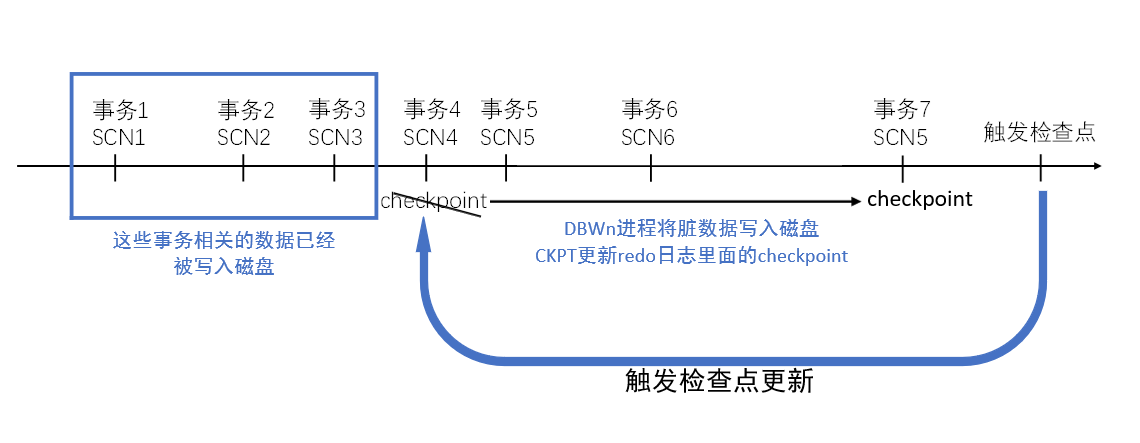 事务1
SCN1
事务2
SCN2
事务3
SCN3
事务4
SCN4
事务5
SCN5
事务6
SCN6
事务7
SCN5
触发检查点
checkpoint
checkpoint
这些事务相关的数据已经
被写入磁盘
DBWn进程将脏数据写入磁盘
CKPT更新redo日志里面的checkpoint
触发检查点更新